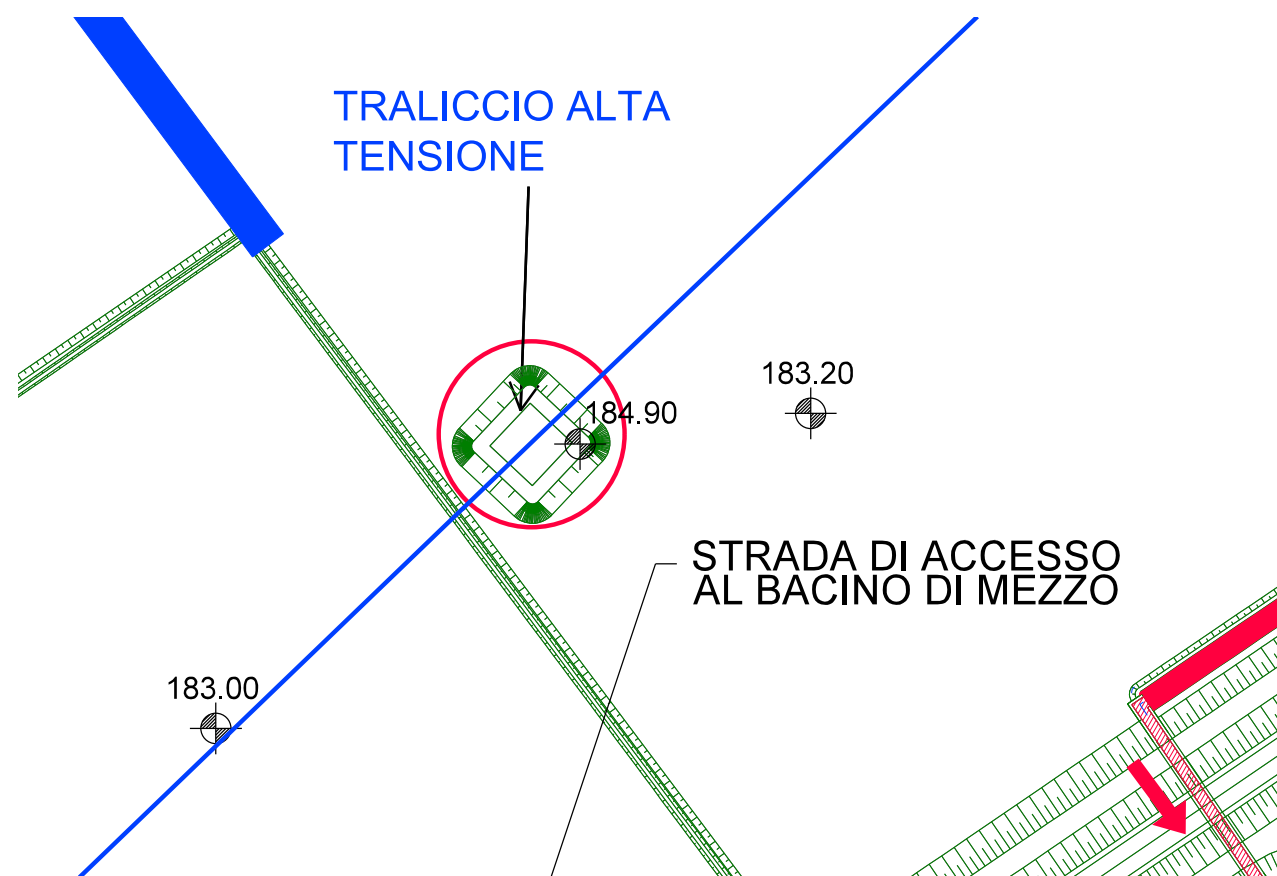 TRALICCIO ALTA
TENSIONE
183.20
184.90
STRADA DI ACCESSO
AL BACINO DI MEZZO
183.00